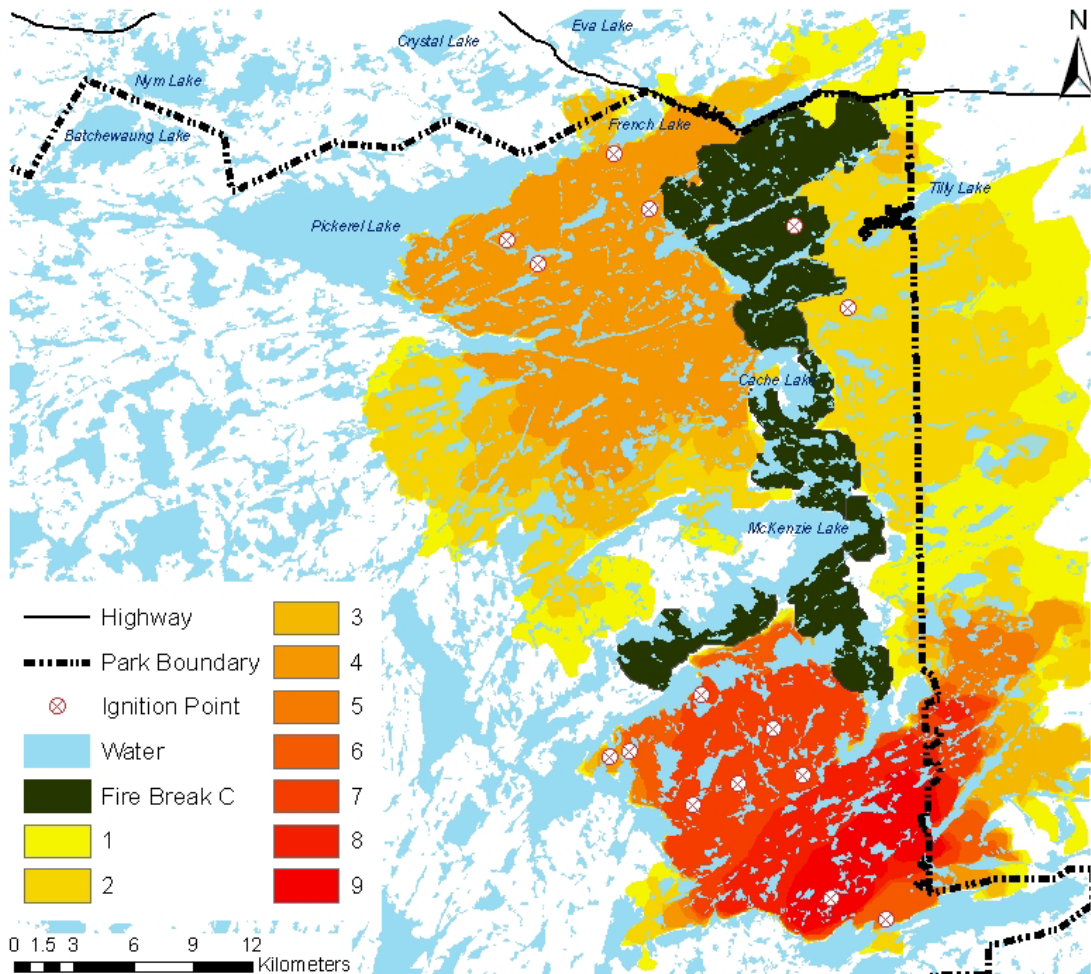 Eva Lake
N
Crystal Lake
Nym Lake
French Lake
Batchewaung Lake
Tilly Lake
Pickerel Lake
Cache Lake
McKenzie Lake
Highway
Park Boundary
Ignition Point
Water
Fire Break C
1
2
3
4
5
6
7
8
9
0 1.5 3 6 9 12
Kilometers